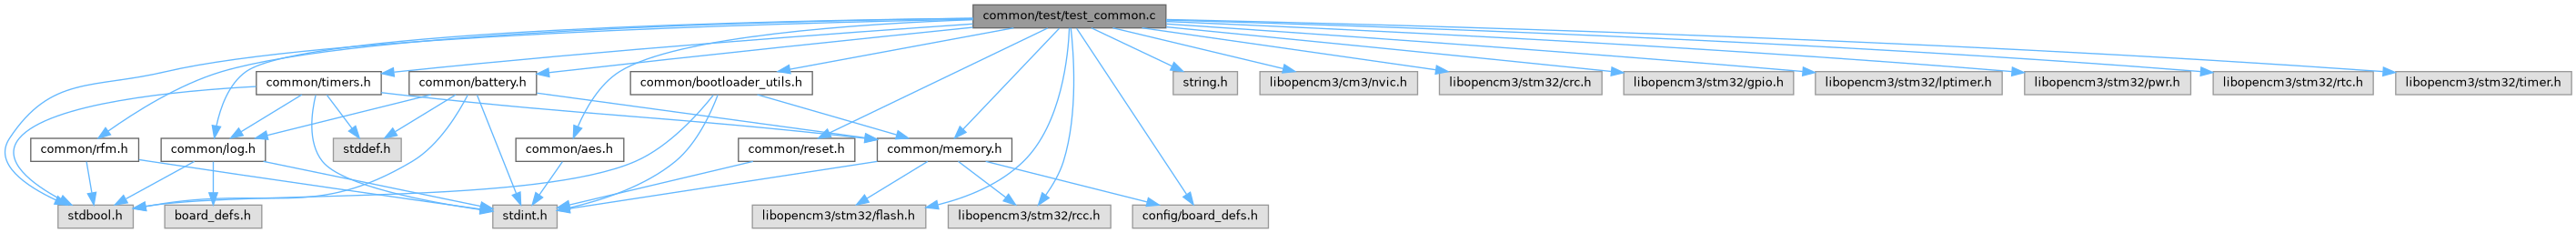 common/test/test_common.c
common/timers.h
common/battery.h
common/bootloader_utils.h
string.h
libopencm3/cm3/nvic.h
libopencm3/stm32/crc.h
libopencm3/stm32/gpio.h
libopencm3/stm32/lptimer.h
libopencm3/stm32/pwr.h
libopencm3/stm32/rtc.h
libopencm3/stm32/timer.h
common/rfm.h
common/log.h
stddef.h
common/aes.h
common/reset.h
common/memory.h
stdbool.h
board_defs.h
stdint.h
libopencm3/stm32/flash.h
libopencm3/stm32/rcc.h
config/board_defs.h